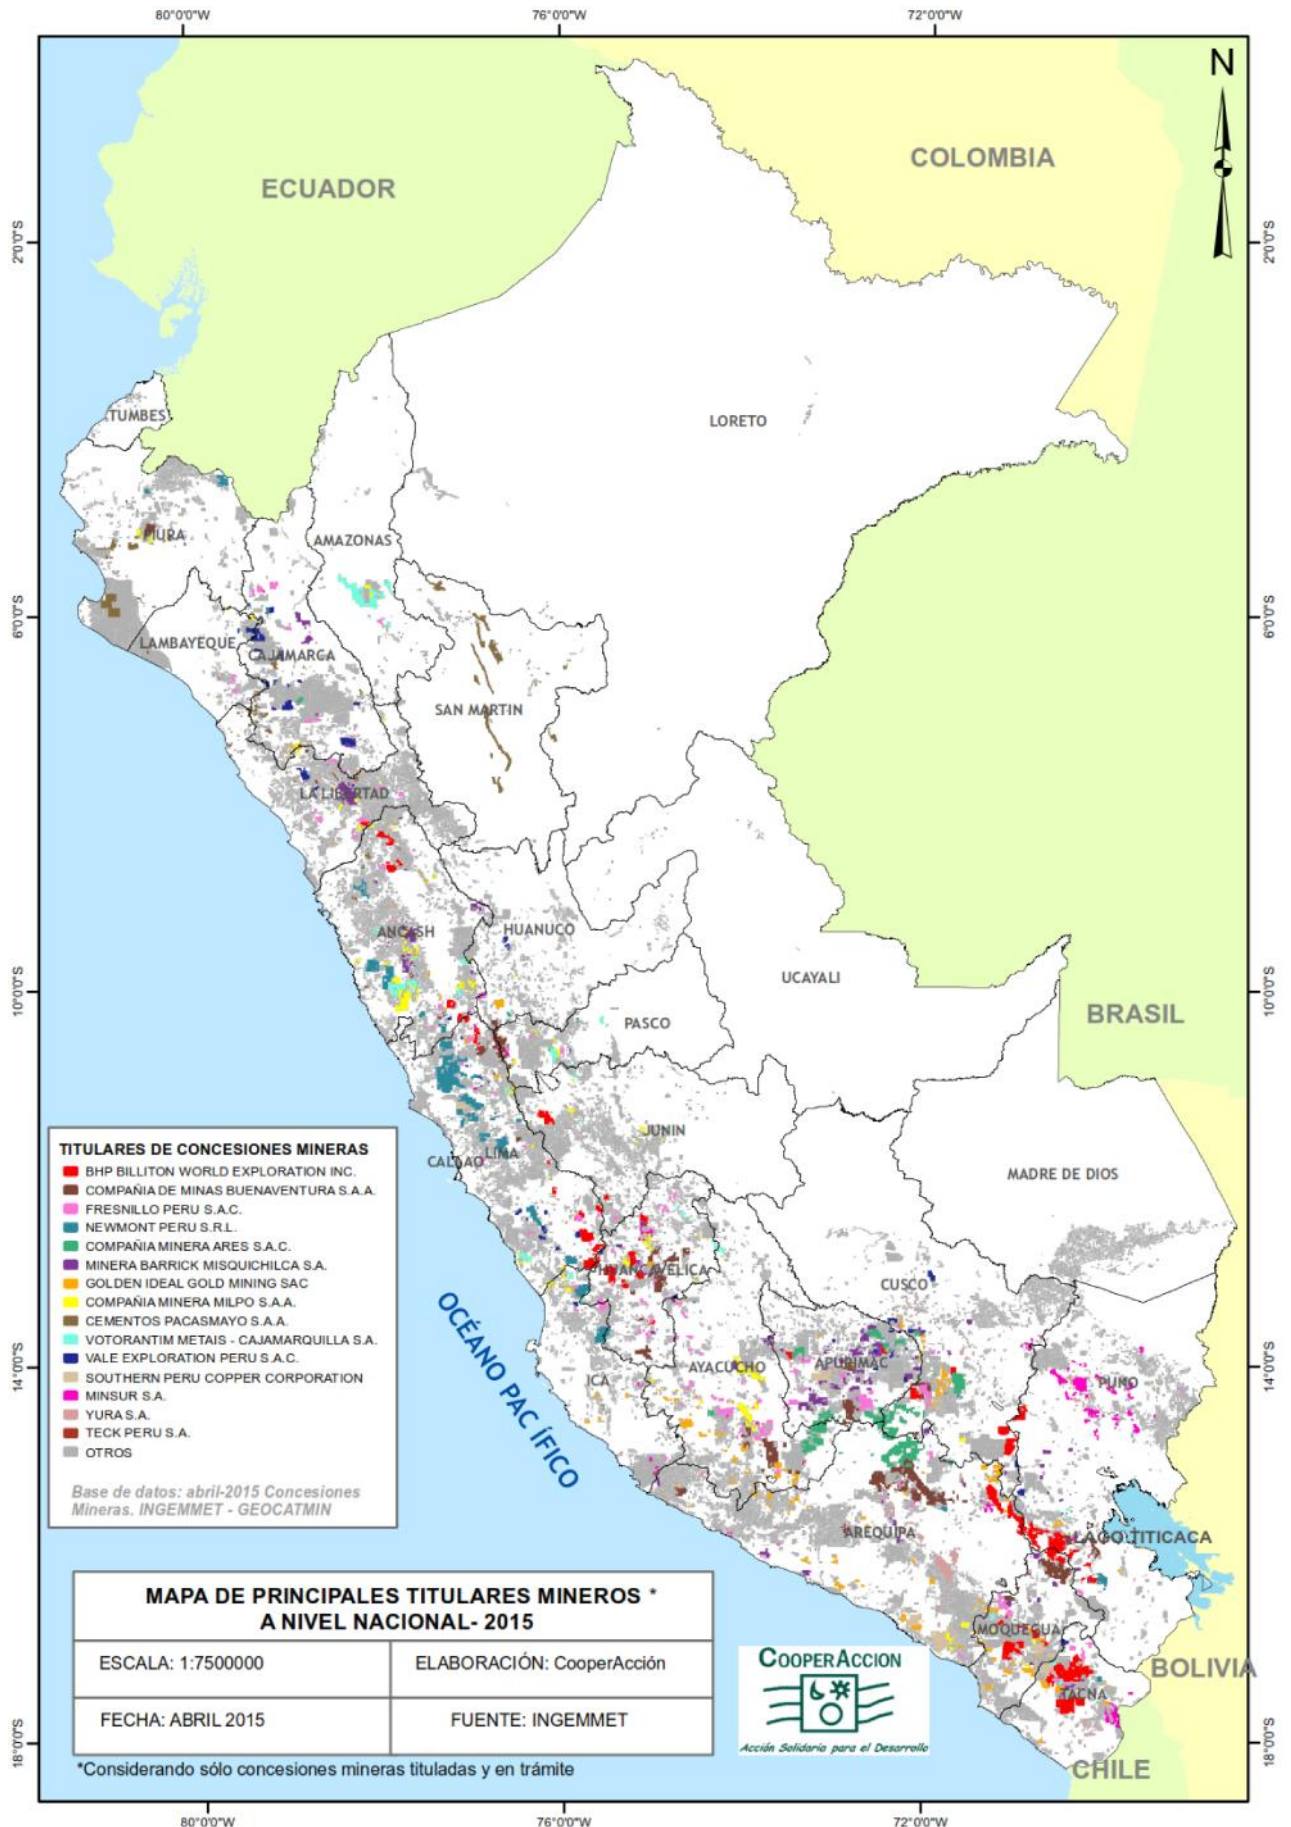 80°0'0"W 76°0'0"W 72°0'0"W
N
COLOMBIA
ECUADOR
2°0'0"S 2°0'0"S
TUMBES
LORETO
PIURA
AMAZONAS
6°0'0"S 6°0'0"S
LAMBAYEQUE
CAJAMARCA
SAN MARTIN
LA LIBERTAD
ANCASH
HUANUCO
UCAYALI
10°0'0"S 10°0'0"S
PASCO
BRASIL
JUNIN
CALLAO
LIMA
MADRE DE DIOS
HUANCAVELICA
CUSCO
OCÉANO PACÍFICO
AYACUCHO
APURIMAC
14°0'0"S 14°0'0"S
ICA
PUNO
AREQUIPA
LAGO TITICACA
MOQUEGUA
TACNA
BOLIVIA
18°0'0"S 18°0'0"S
CHILE
TITULARES DE CONCESIONES MINERAS
BHP BILLITON WORLD EXPLORATION INC.
COMPAÑIA DE MINAS BUENAVENTURA S.A.A.
FRESNILLO PERU S.A.C.
NEWMONT PERU S.R.L.
COMPAÑIA MINERA ARES S.A.C.
MINERA BARRICK MISQUICHILCA S.A.
GOLDEN IDEAL GOLD MINING SAC
COMPAÑIA MINERA MILPO S.A.A.
CEMENTOS PACASMAYO S.A.A.
VOTORANTIM METAIS - CAJAMARQUILLA S.A.
VALE EXPLORATION PERU S.A.C.
SOUTHERN PERU COPPER CORPORATION
MINSUR S.A.
YURA S.A.
TECK PERU S.A.
OTROS
Base de datos: abril-2015 Concesiones
Mineras. INGEMMET - GEOCATMIN
MAPA DE PRINCIPALES TITULARES MINEROS *
A NIVEL NACIONAL- 2015
ESCALA: 1:7500000 ELABORACIÓN: CooperAcción
FECHA: ABRIL 2015 FUENTE: INGEMMET
*Considerando sólo concesiones mineras tituladas y en trámite
COOPERACCION
Acción Solidaria para el Desarrollo
80°0'0"W 76°0'0"W 72°0'0"W